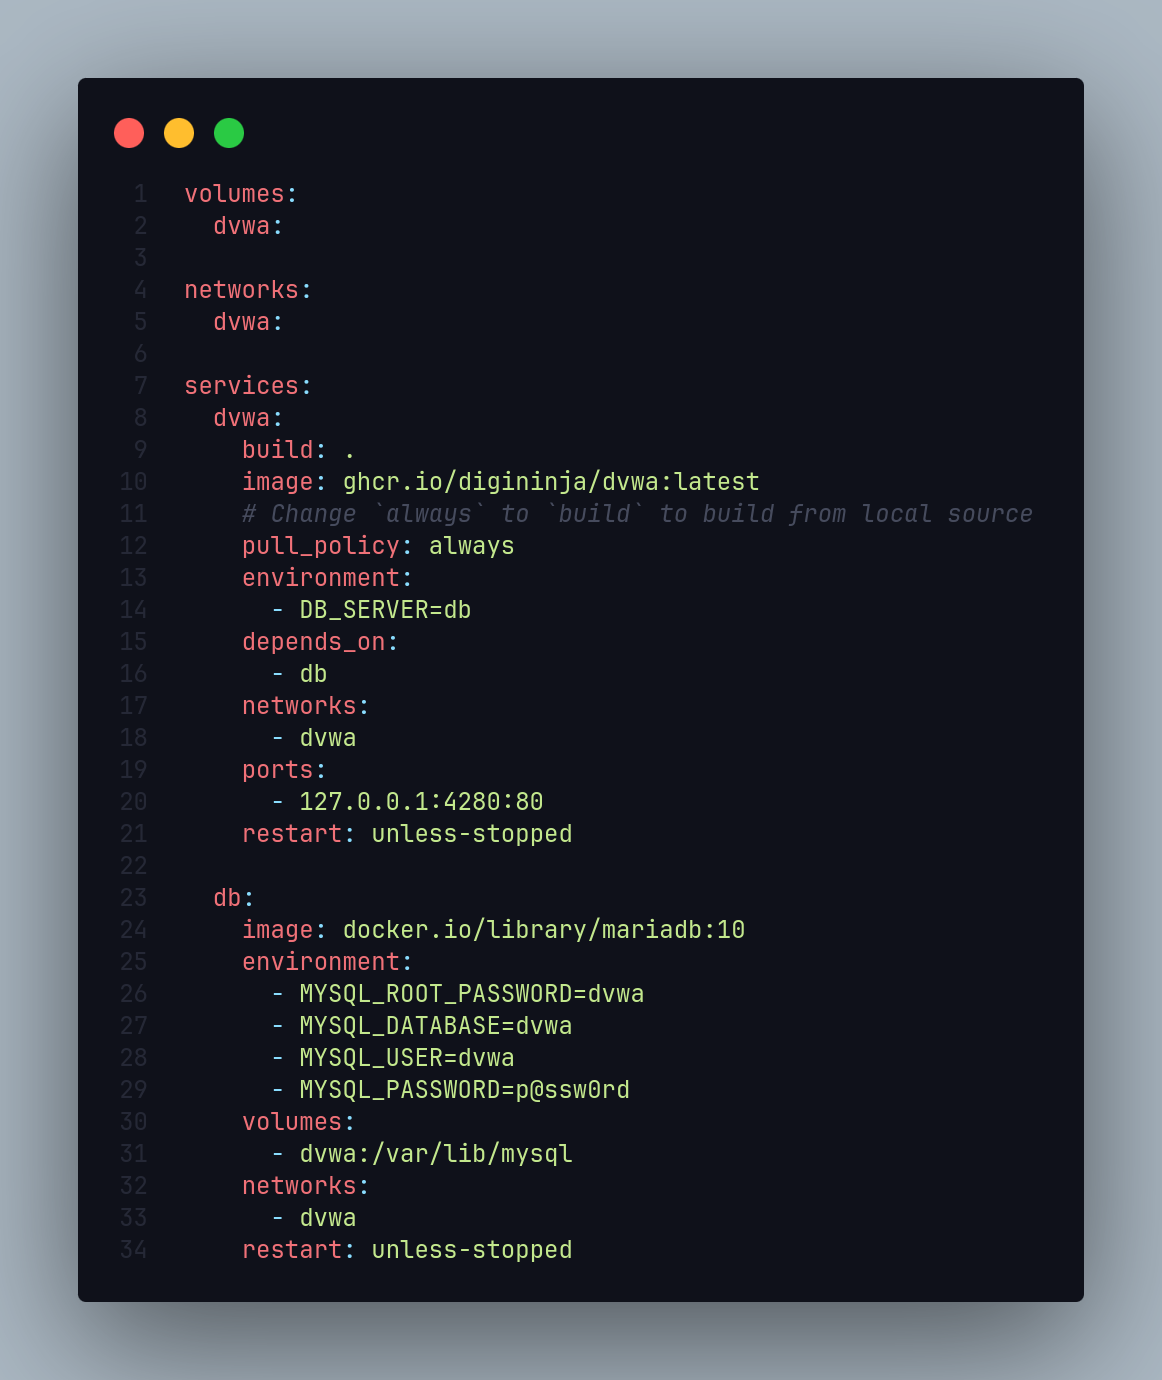 1 volumes:
2   dvwa:
3
4 networks:
5   dvwa:
6
7 services:
8   dvwa:
9     build: .
10     image: ghcr.io/digininja/dvwa:latest
11     # Change `always` to `build` to build from local source
12     pull_policy: always
13     environment:
14       - DB_SERVER=db
15     depends_on:
16       - db
17     networks:
18       - dvwa
19     ports:
20       - 127.0.0.1:4280:80
21     restart: unless-stopped
22
23   db:
24     image: docker.io/library/mariadb:10
25     environment:
26       - MYSQL_ROOT_PASSWORD=dvwa
27       - MYSQL_DATABASE=dvwa
28       - MYSQL_USER=dvwa
29       - MYSQL_PASSWORD=p@ssw0rd
30     volumes:
31       - dvwa:/var/lib/mysql
32     networks:
33       - dvwa
34     restart: unless-stopped